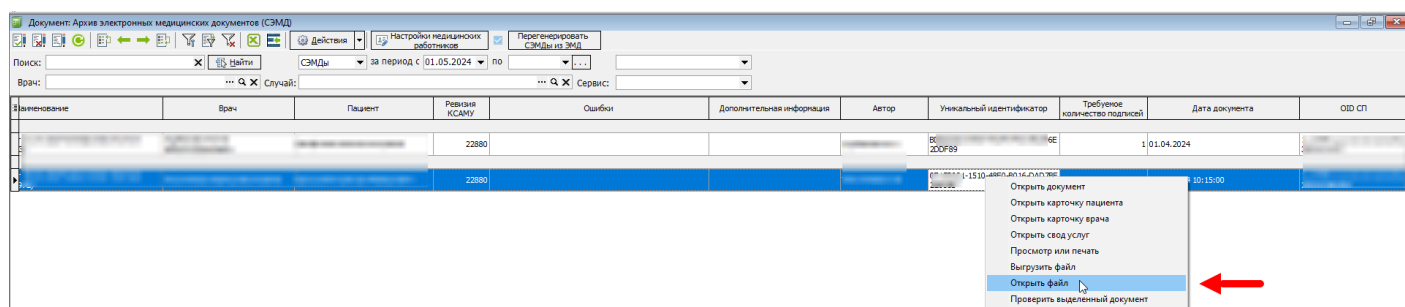 Документ: Архив электронных медицинских документов (СЭМД)
Действия
Настройки медицинских работников
Перегенерировать СЭМДы из ЭМД
Поиск: Найти СЭМДы за период с 01.05.2024 по ...
Врач: Случай: Сервис:
Наименование Врач Пациент Ревизия КСАМУ Ошибки Дополнительная информация Автор Уникальный идентификатор Требуемое количество подписей Дата документа OID СП
22880 6E 1 01.04.2024
2DDF89
22880 10:15:00
Открыть документ
Открыть карточку пациента
Открыть карточку врача
Открыть свод услуг
Просмотр или печать
Выгрузить файл
Открыть файл
Проверить выделенный документ